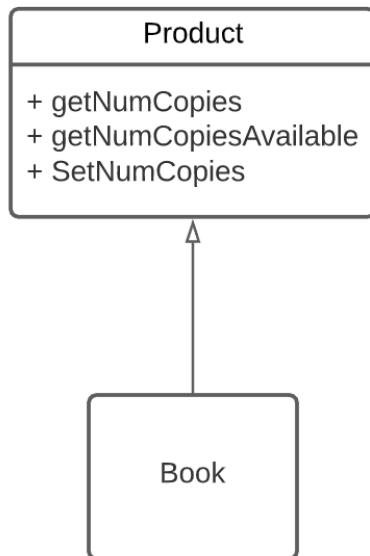 Product
+ getNumCopies
+ getNumCopiesAvailable
+ SetNumCopies
Book